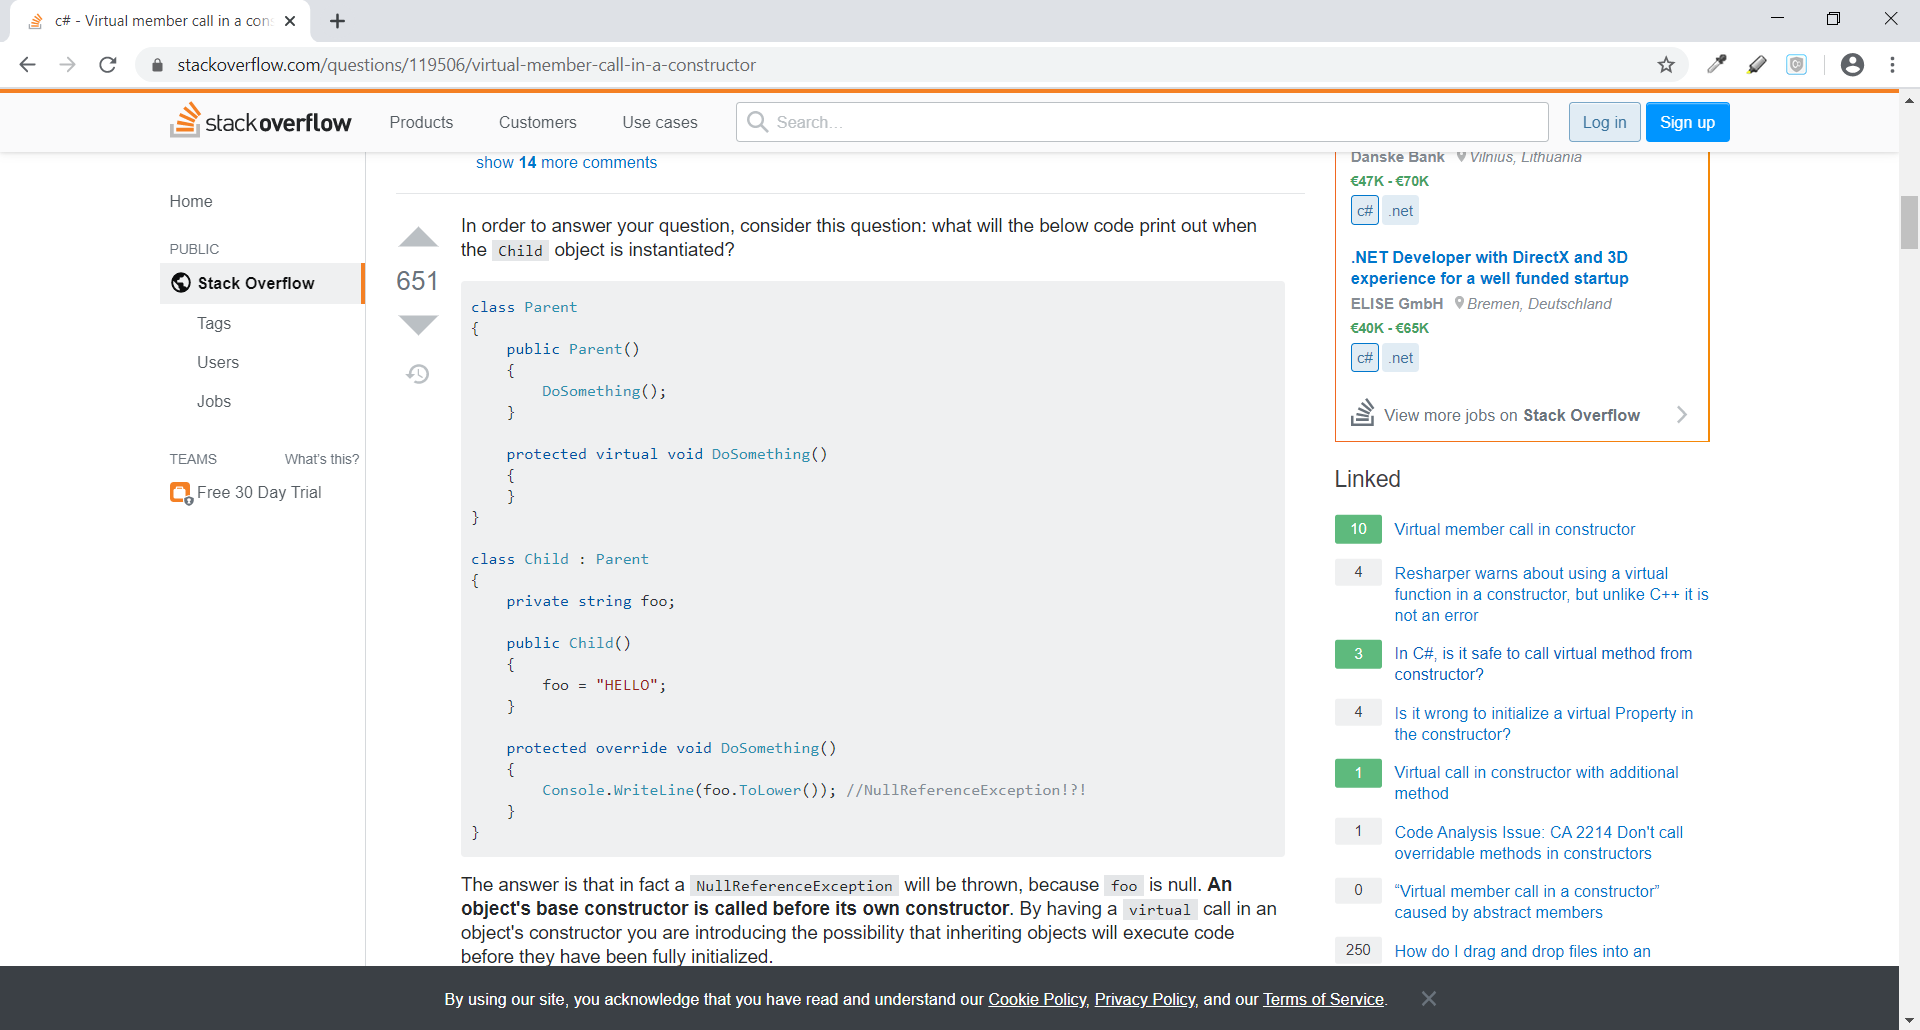 c# - Virtual member call in a con
stackoverflow.com/questions/119506/virtual-member-call-in-a-constructor
stackoverflow
Products
Customers
Use cases
Search...
Log in
Sign up
Home
PUBLIC
Stack Overflow
Tags
Users
Jobs
TEAMS
What's this?
Free 30 Day Trial
show 14 more comments
651
In order to answer your question, consider this question: what will the below code print out when
the Child object is instantiated?
class Parent
{
    public Parent()
    {
        DoSomething();
    }

    protected virtual void DoSomething()
    {
    }
}

class Child : Parent
{
    private string foo;

    public Child()
    {
        foo = "HELLO";
    }

    protected override void DoSomething()
    {
        Console.WriteLine(foo.ToLower()); //NullReferenceException!?!
    }
}
The answer is that in fact a NullReferenceException will be thrown, because foo is null. An
object's base constructor is called before its own constructor. By having a virtual call in an
object's constructor you are introducing the possibility that inheriting objects will execute code
before they have been fully initialized.
Danske Bank Vilnius, Lithuania
€47K - €70K
c# .net
.NET Developer with DirectX and 3D
experience for a well funded startup
ELISE GmbH Bremen, Deutschland
€40K - €65K
c# .net
View more jobs on Stack Overflow
Linked
10 Virtual member call in constructor
4 Resharper warns about using a virtual
function in a constructor, but unlike C++ it is
not an error
3 In C#, is it safe to call virtual method from
constructor?
4 Is it wrong to initialize a virtual Property in
the constructor?
1 Virtual call in constructor with additional
method
1 Code Analysis Issue: CA 2214 Don't call
overridable methods in constructors
0 “Virtual member call in a constructor”
caused by abstract members
250 How do I drag and drop files into an
By using our site, you acknowledge that you have read and understand our Cookie Policy, Privacy Policy, and our Terms of Service.